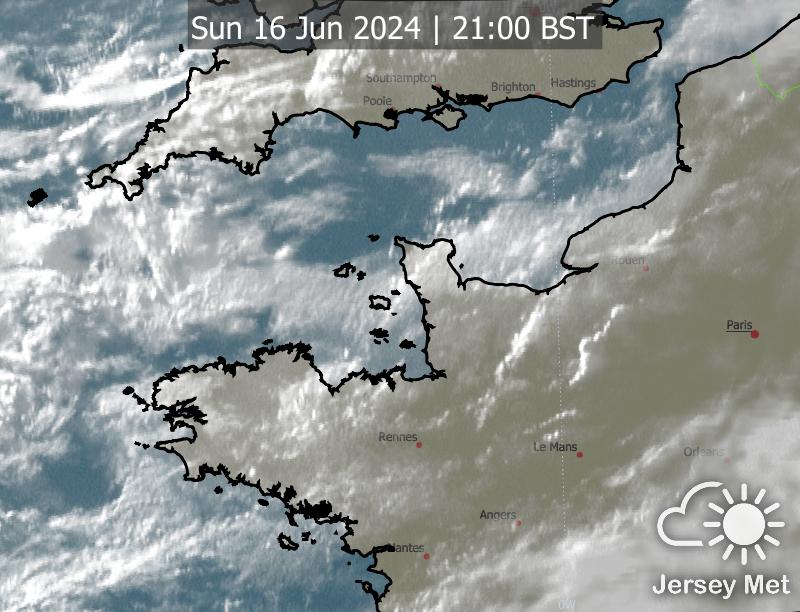 Sun 16 Jun 2024 | 21:00 BST
Southampton
Brighton
Hastings
Poole
Rouen
Paris
Rennes
Le Mans
Orleans
Angers
Nantes
Jersey Met
0W